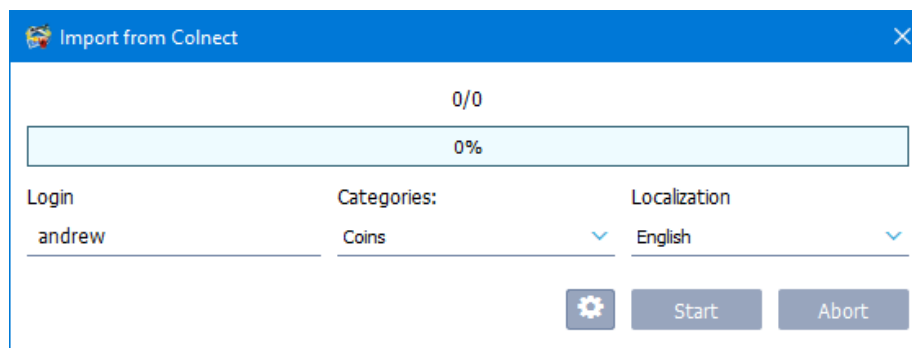 Import from Colnect
0/0
0%
Login Categories: Localization
andrew Coins English
Start Abort